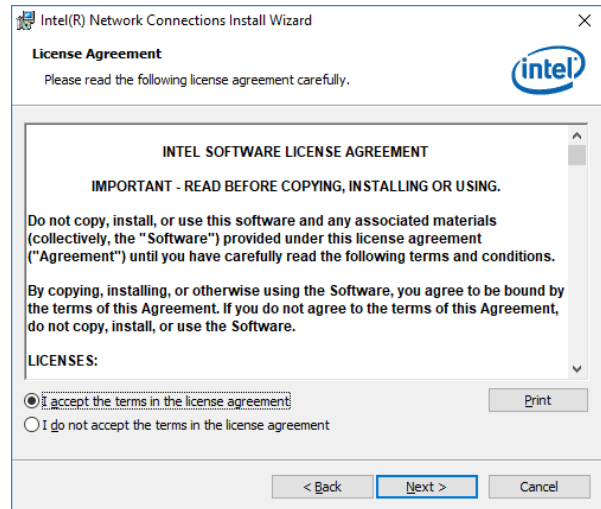 Intel(R) Network Connections Install Wizard
License Agreement
Please read the following license agreement carefully.
intel
INTEL SOFTWARE LICENSE AGREEMENT
IMPORTANT - READ BEFORE COPYING, INSTALLING OR USING.
Do not copy, install, or use this software and any associated materials
(collectively, the "Software") provided under this license agreement
("Agreement") until you have carefully read the following terms and conditions.
By copying, installing, or otherwise using the Software, you agree to be bound by
the terms of this Agreement. If you do not agree to the terms of this Agreement,
do not copy, install, or use the Software.
LICENSES:
I accept the terms in the license agreement
Print
I do not accept the terms in the license agreement
< Back
Next >
Cancel